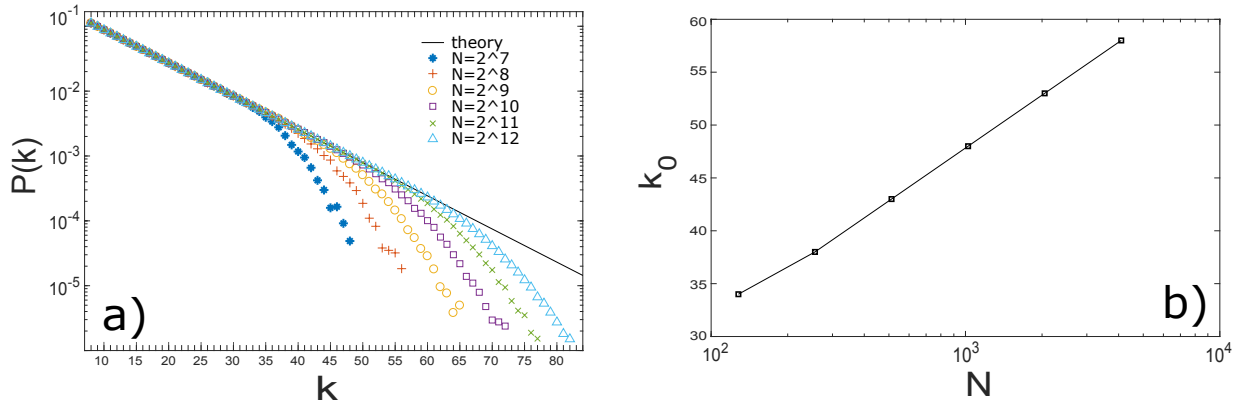 10^-1
10^-2
10^-3
10^-4
10^-5
P(k)
theory
N=2^7
N=2^8
N=2^9
N=2^10
N=2^11
N=2^12
a)
10 15 20 25 30 35 40 45 50 55 60 65 70 75 80
k
60
55
50
45
40
35
30
k_0
b)
10^2 10^3 10^4
N